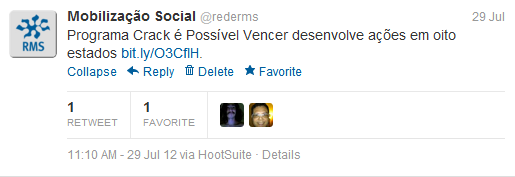 RMS
Mobilização Social @rederms 29 Jul
Programa Crack é Possível Vencer desenvolve ações em oito
estados bit.ly/O3CflH.
Collapse Reply Delete Favorite
1 1
RETWEET FAVORITE
11:10 AM - 29 Jul 12 via HootSuite · Details